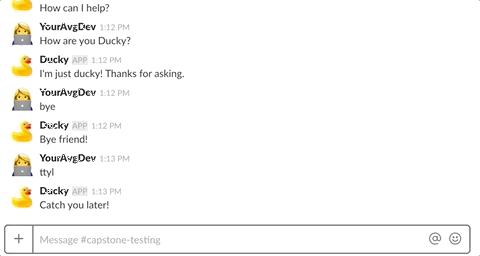 How can I help?
YourAvgDev 1:12 PM
How are you Ducky?
Ducky APP 1:12 PM
I'm just ducky! Thanks for asking.
YourAvgDev 1:12 PM
bye
Ducky APP 1:12 PM
Bye friend!
YourAvgDev 1:13 PM
ttyl
Ducky APP 1:13 PM
Catch you later!
Message #capstone-testing